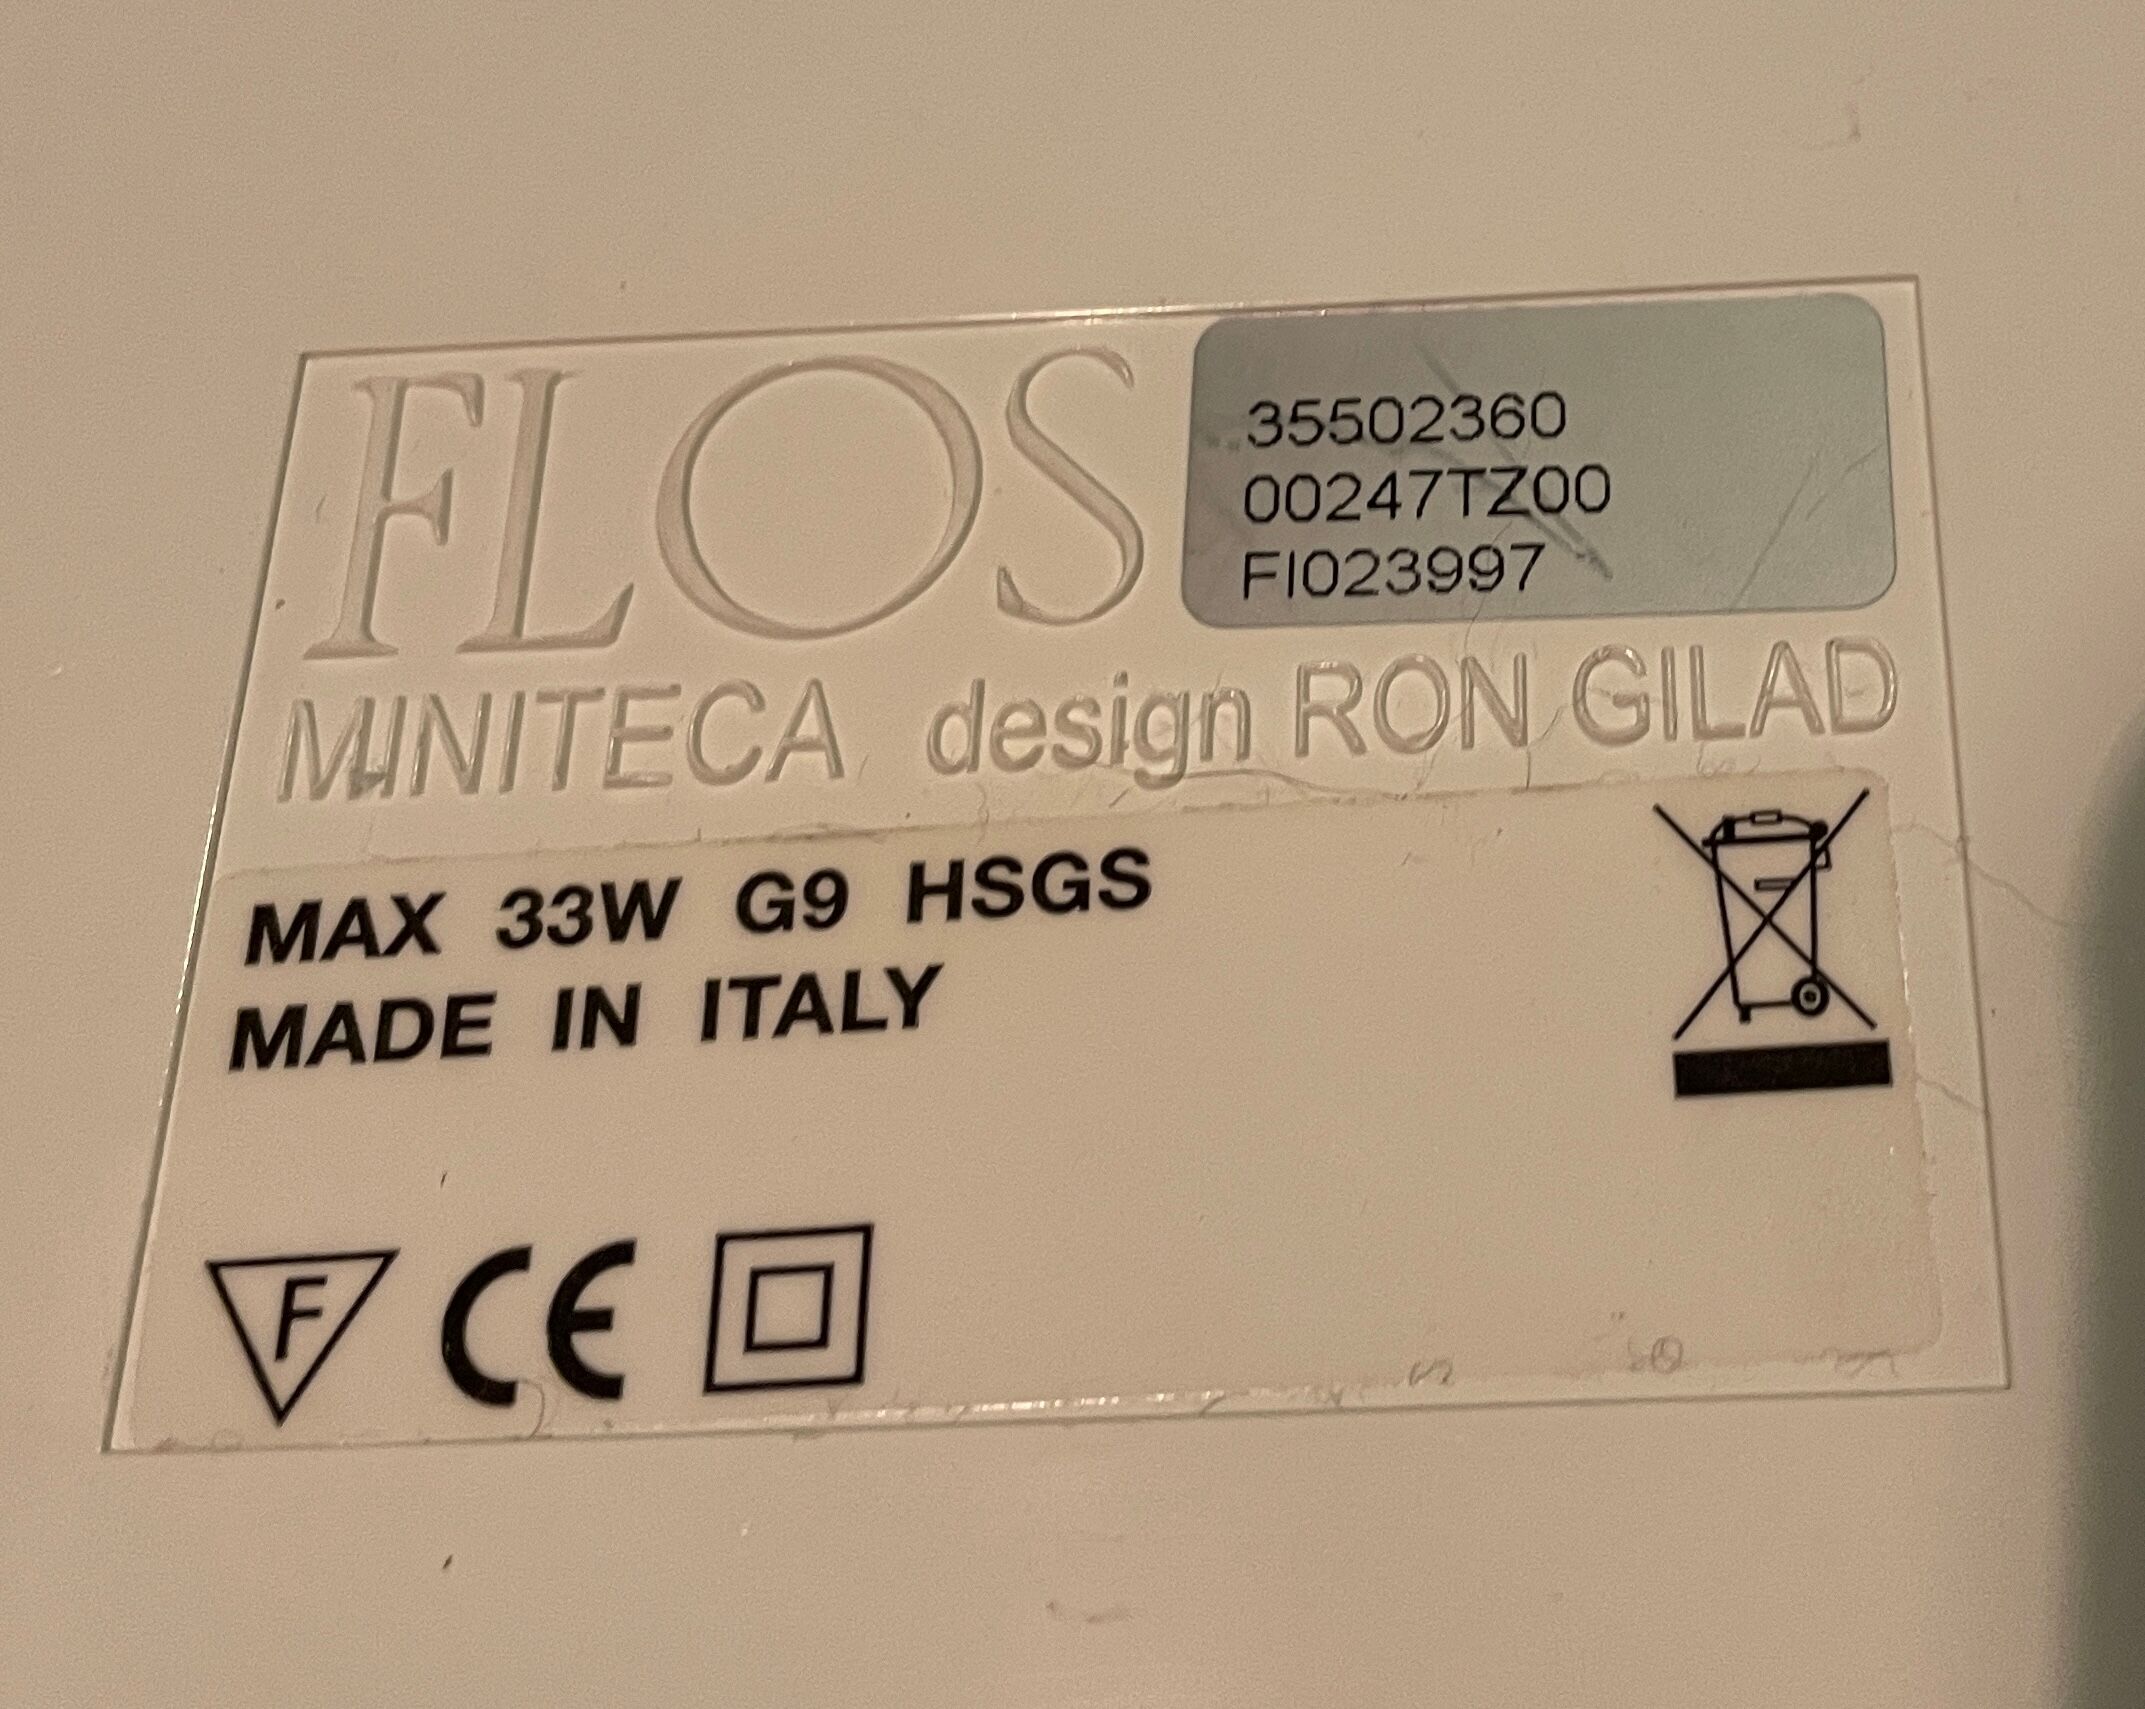 FLOS
35502360
00247TZ00
FI023997
MINITECA design RON GILAD
MAX 33W G9 HSGS
MADE IN ITALY
F CE